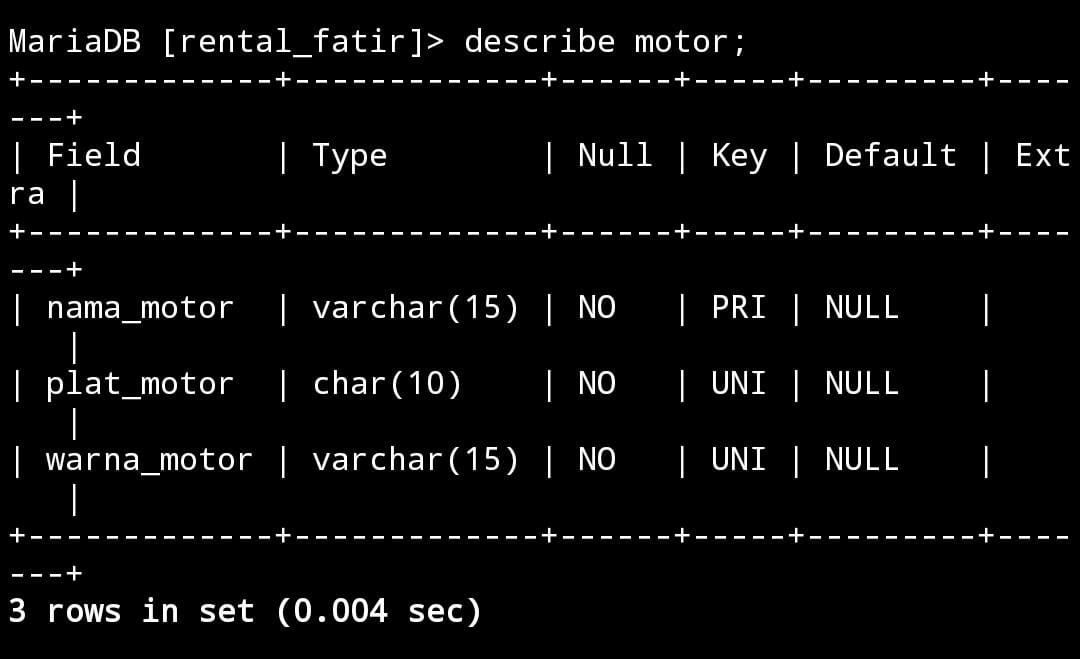 MariaDB [rental_fatir]> describe motor;
+-------------+-------------+------+-----+---------+----
---+
| Field       | Type        | Null | Key | Default | Ext
ra |
+-------------+-------------+------+-----+---------+----
---+
| nama_motor  | varchar(15) | NO   | PRI | NULL    |
   |
| plat_motor  | char(10)    | NO   | UNI | NULL    |
   |
| warna_motor | varchar(15) | NO   | UNI | NULL    |
   |
+-------------+-------------+------+-----+---------+----
---+
3 rows in set (0.004 sec)